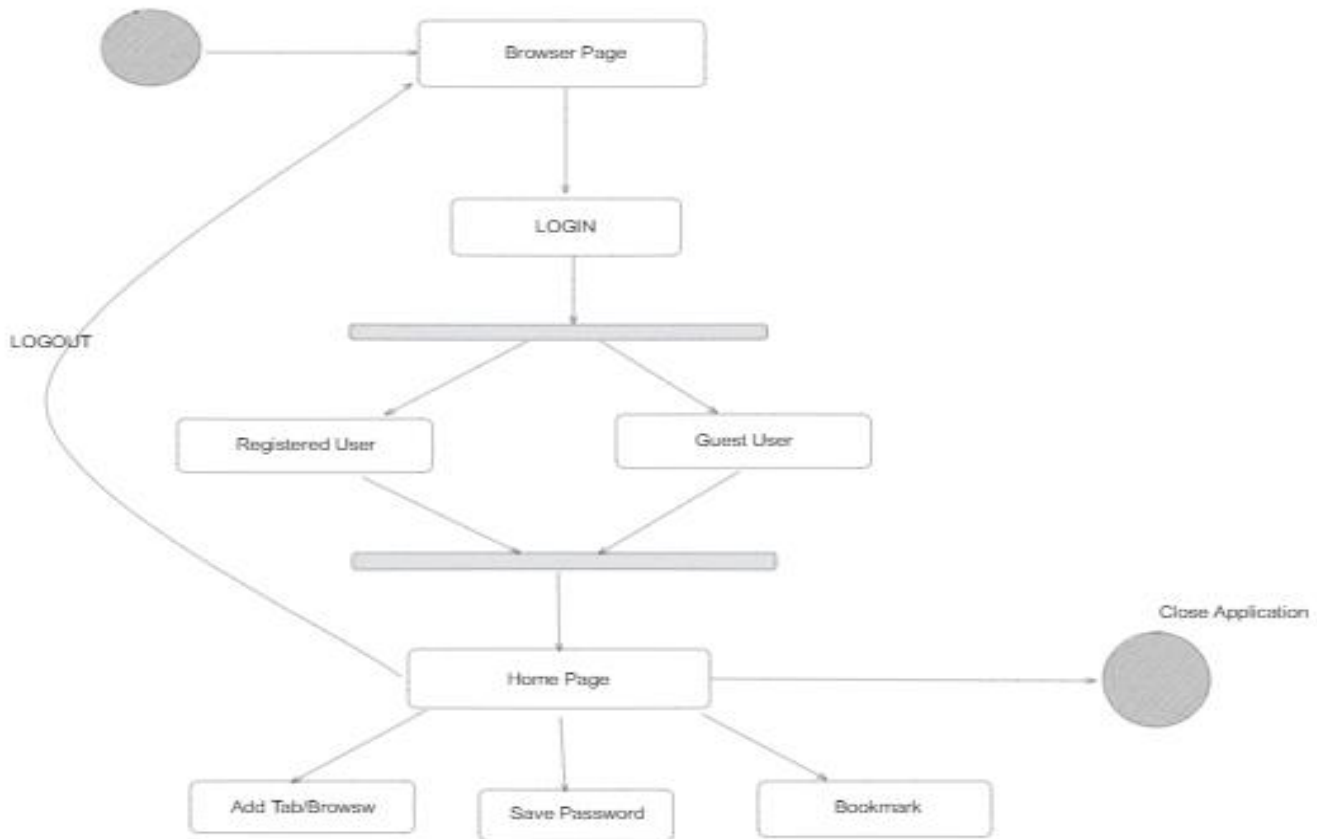 Browser Page
LOGIN
LOGOUT
Registered User
Guest User
Close Application
Home Page
Add Tab/Browsw
Save Password
Bookmark